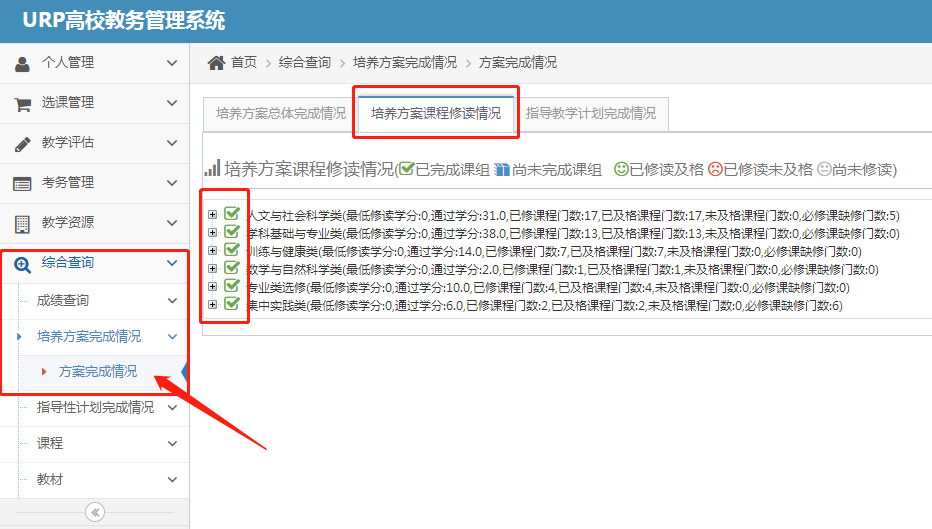 URP高校教务管理系统
个人管理
选课管理
教学评估
考务管理
教学资源
综合查询
成绩查询
培养方案完成情况
方案完成情况
指导性计划完成情况
课程
教材
首页 综合查询 培养方案完成情况 方案完成情况
培养方案总体完成情况 培养方案课程修读情况 指导教学计划完成情况
培养方案课程修读情况(已完成课组 尚未完成课组 已修读及格 已修读未及格 尚未修读)
人文与社会科学类(最低修读学分:0,通过学分:31.0,已修课程门数:17,已及格课程门数:17,未及格课程门数:0,必修课缺修门数:5)
学科基础与专业类(最低修读学分:0,通过学分:38.0,已修课程门数:13,已及格课程门数:13,未及格课程门数:0,必修课缺修门数:0)
训练与健康类(最低修读学分:0,通过学分:14.0,已修课程门数:7,已及格课程门数:7,未及格课程门数:0,必修课缺修门数:0)
数学与自然科学类(最低修读学分:0,通过学分:2.0,已修课程门数:1,已及格课程门数:1,未及格课程门数:0,必修课缺修门数:0)
专业类选修(最低修读学分:0,通过学分:10.0,已修课程门数:4,已及格课程门数:4,未及格课程门数:0,必修课缺修门数:0)
集中实践类(最低修读学分:0,通过学分:6.0,已修课程门数:2,已及格课程门数:2,未及格课程门数:0,必修课缺修门数:6)